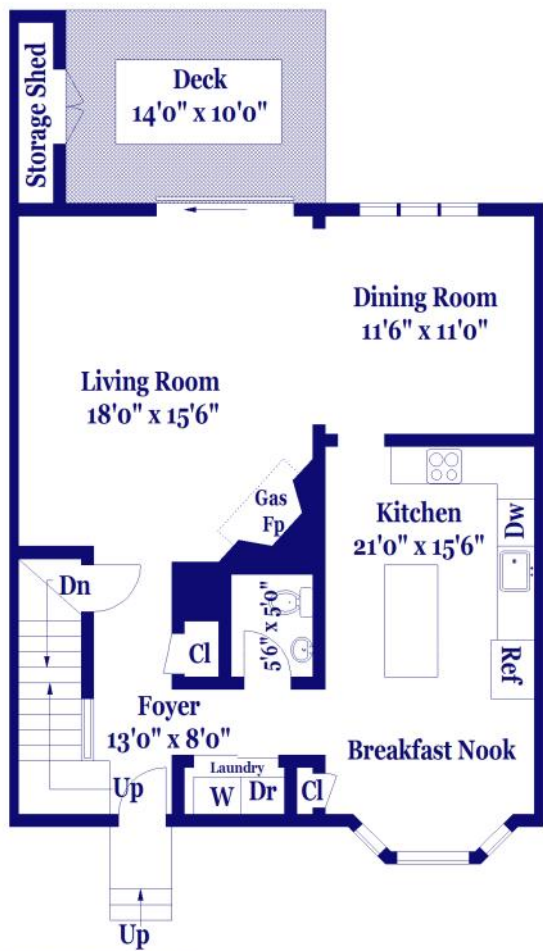 Storage Shed
Deck
14'0" x 10'0"
Dining Room
11'6" x 11'0"
Living Room
18'0" x 15'6"
Gas
Fp
Kitchen
21'0" x 15'6"
Dw
Dn
5'6" x 5'0"
Cl
Ref
Foyer
13'0" x 8'0"
Breakfast Nook
Laundry
W
Dr
Cl
Up
Up